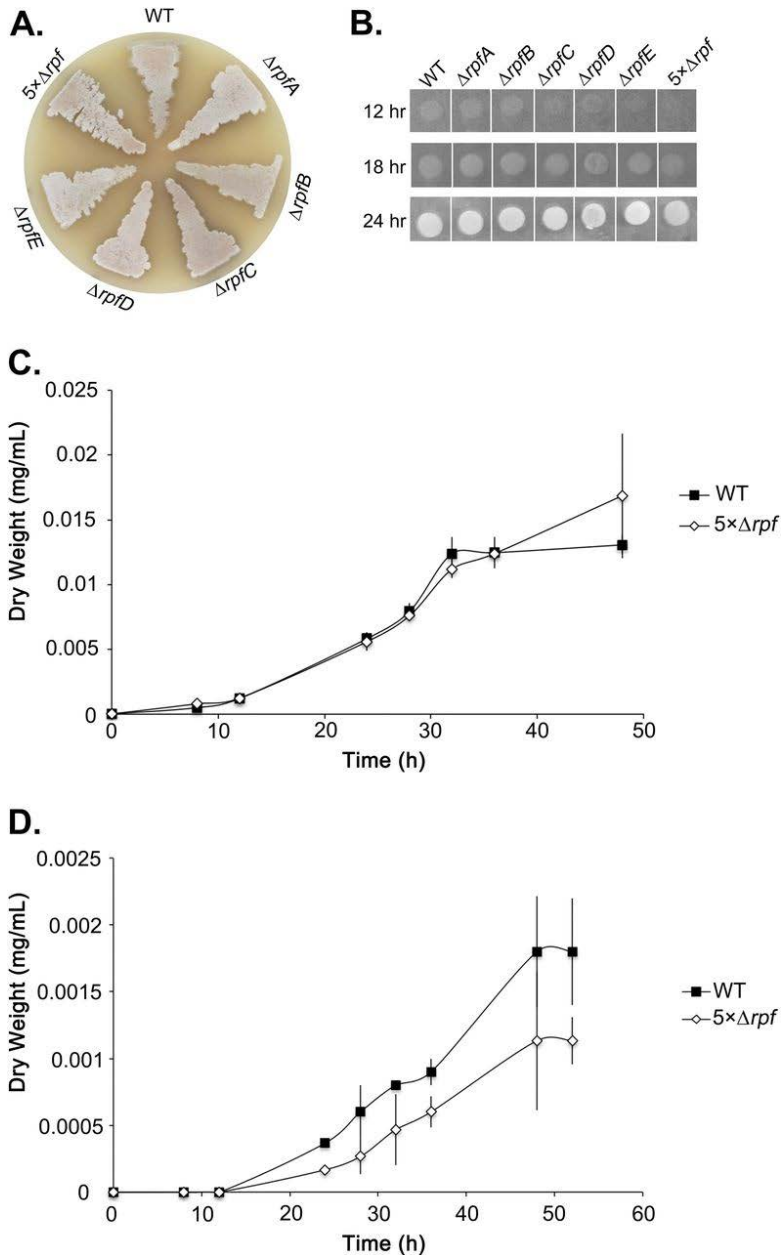 A.
WT
ΔrpfA
ΔrpfB
ΔrpfC
ΔrpfD
ΔrpfE
5×Δrpf
B.
WT ΔrpfA ΔrpfB ΔrpfC ΔrpfD ΔrpfE 5×Δrpf
12 hr
18 hr
24 hr
C.
Dry Weight (mg/mL)
0.025
0.02
0.015
0.01
0.005
0
0 10 20 30 40 50
Time (h)
WT
5×Δrpf
D.
Dry Weight (mg/mL)
0.0025
0.002
0.0015
0.001
0.0005
0
0 10 20 30 40 50 60
Time (h)
WT
5×Δrpf